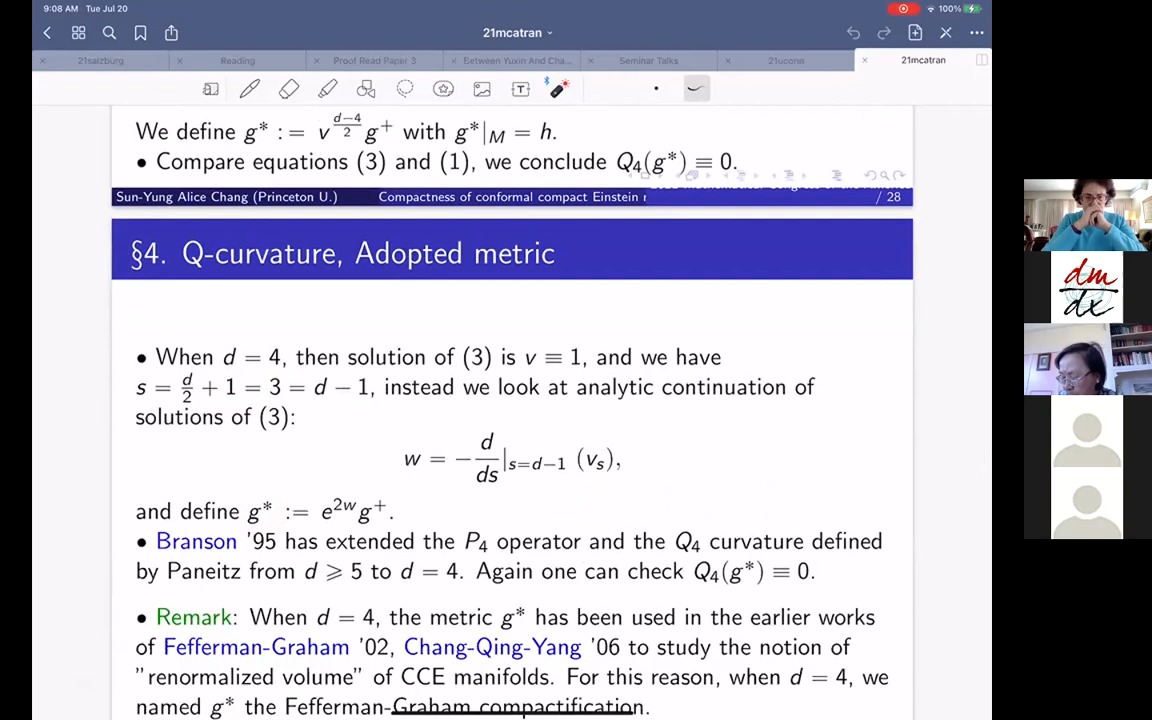 9:08 AM Tue Jul 20
100%
21mcatran
21salzburg
Reading
Proof Read Paper 3
Between Yuxin And Cha...
Seminar Talks
21uconn
21mcatran
We define g* := v^{\frac{d-4}{2}} g^+ with g*|_M = h.
• Compare equations (3) and (1), we conclude Q_4(g*) ≡ 0.
Sun-Yung Alice Chang (Princeton U.) Compactness of conformal compact Einstein / 28
§4. Q-curvature, Adopted metric
• When d = 4, then solution of (3) is v ≡ 1, and we have
s = \frac{d}{2} + 1 = 3 = d − 1, instead we look at analytic continuation of
solutions of (3):
w = −\frac{d}{ds}|_{s=d−1} (v_s),
and define g* := e^{2w} g^+.
• Branson '95 has extended the P_4 operator and the Q_4 curvature defined
by Paneitz from d ⩾ 5 to d = 4. Again one can check Q_4(g*) ≡ 0.
• Remark: When d = 4, the metric g* has been used in the earlier works
of Fefferman-Graham '02, Chang-Qing-Yang '06 to study the notion of
"renormalized volume" of CCE manifolds. For this reason, when d = 4, we
named g* the Fefferman-Graham compactification.
dm
dx